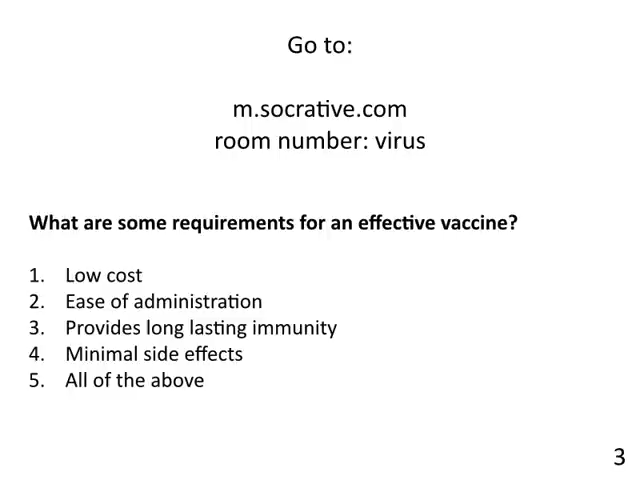 Go to:
m.socrative.com
room number: virus
What are some requirements for an effective vaccine?
1. Low cost
2. Ease of administration
3. Provides long lasting immunity
4. Minimal side effects
5. All of the above
3